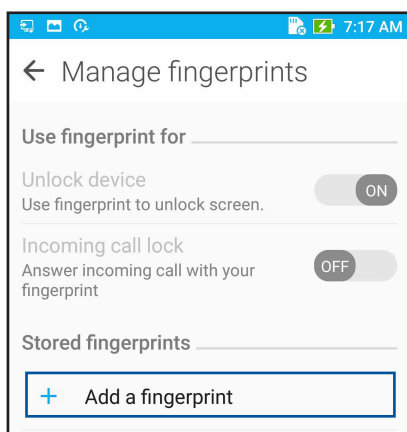 7:17 AM
Manage fingerprints
Use fingerprint for
Unlock device
ON
Use fingerprint to unlock screen.
Incoming call lock
OFF
Answer incoming call with your
fingerprint
Stored fingerprints
+ Add a fingerprint